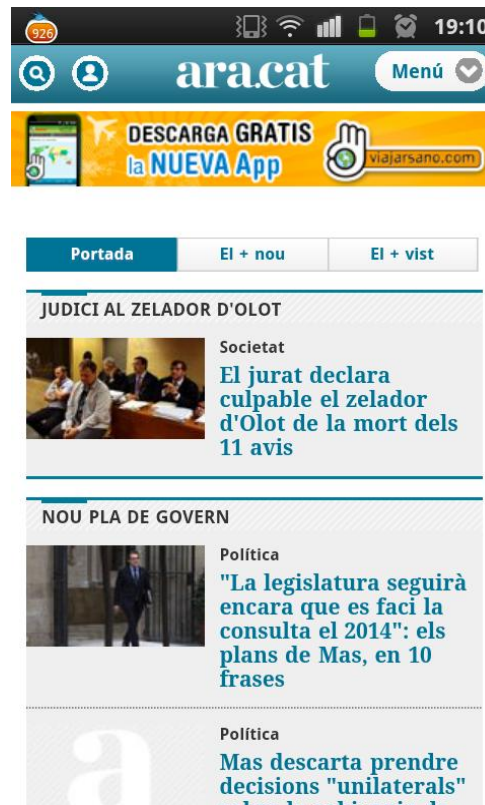 926
19:10
ara.cat
Menú
DESCARGA GRATIS
la NUEVA App
viajarsano.com
Portada
El + nou
El + vist
JUDICI AL ZELADOR D'OLOT
Societat
El jurat declara
culpable el zelador
d'Olot de la mort dels
11 avis
NOU PLA DE GOVERN
Política
"La legislatura seguirà
encara que es faci la
consulta el 2014": els
plans de Mas, en 10
frases
a
Política
Mas descarta prendre
decisions "unilaterals"